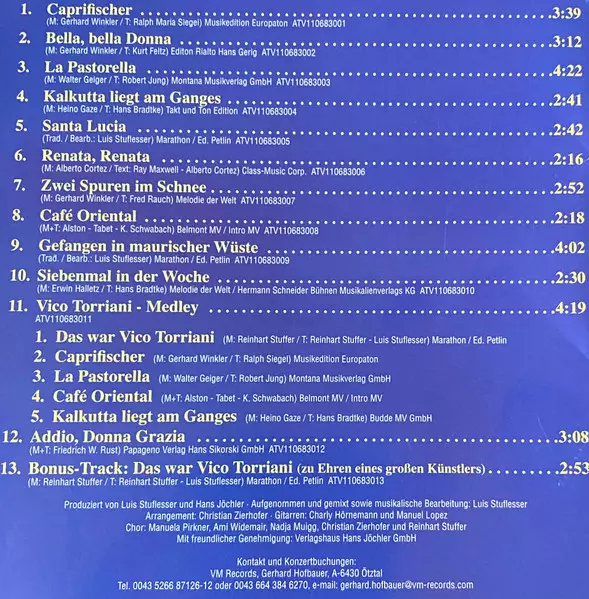 1. Caprifischer ........ 3:39
(M: Gerhard Winkler / T: Ralph Maria Siegel) Musikedition Europaton ATV110683001
2. Bella, bella Donna ........ 3:12
(M: Gerhard Winkler / T: Kurt Feltz) Editon Rialto Hans Gerig ATV110683002
3. La Pastorella ........ 4:22
(M: Walter Geiger / T: Robert Jung) Montana Musikverlag GmbH ATV110683003
4. Kalkutta liegt am Ganges ........ 2:41
(M: Heino Gaze / T: Hans Bradtke) Takt und Ton Edition ATV110683004
5. Santa Lucia ........ 2:42
(Trad. / Bearb.: Luis Stuflesser) Marathon / Ed. Petlin ATV110683005
6. Renata, Renata ........ 2:16
(M: Alberto Cortez / Text: Ray Maxwell - Alberto Cortez) Class-Music Corp. ATV110683006
7. Zwei Spuren im Schnee ........ 2:52
(M: Gerhard Winkler / T: Fred Rauch) Melodie der Welt ATV110683007
8. Café Oriental ........ 2:18
(M+T: Alston - Tabet - K. Schwabach) Belmont MV / Intro MV ATV110683008
9. Gefangen in maurischer Wüste ........ 4:02
(Trad. / Bearb.: Luis Stuflesser) Marathon / Ed. Petlin ATV110683009
10. Siebenmal in der Woche ........ 2:30
(M: Erwin Halletz / T: Hans Bradtke) Melodie der Welt / Hermann Schneider Bühnen Musikalienverlags KG ATV110683010
11. Vico Torriani - Medley ........ 4:19
ATV110683011
1. Das war Vico Torriani (M: Reinhart Stuffer / T: Reinhart Stuffer - Luis Stuflesser) Marathon / Ed. Petlin
2. Caprifischer (M: Gerhard Winkler / T: Ralph Siegel) Musikedition Europaton
3. La Pastorella (M: Walter Geiger / T: Robert Jung) Montana Musikverlag GmbH
4. Café Oriental (M+T: Alston - Tabet - K. Schwabach) Belmont MV / Intro MV
5. Kalkutta liegt am Ganges (M: Heino Gaze / T: Hans Bradtke) Budde MV GmbH
12. Addio, Donna Grazia ........ 3:08
(M+T: Friedrich W. Rust) Papageno Verlag Hans Sikorski GmbH ATV110683012
13. Bonus-Track: Das war Vico Torriani (zu Ehren eines großen Künstlers) ........ 2:53
(M: Reinhart Stuffer / T: Reinhart Stuffer - Luis Stuflesser) Marathon / Ed. Petlin ATV110683013
Produziert von Luis Stuflesser und Hans Jöchler · Aufgenommen und gemixt sowie musikalische Bearbeitung: Luis Stuflesser
Arrangement: Christian Zierhofer · Gitarren: Charly Hörnemann und Manuel Lopez
Chor: Manuela Pirkner, Ami Widemair, Nadja Muigg, Christian Zierhofer und Reinhart Stuffer
Mit freundlicher Genehmigung: Verlagshaus Hans Jöchler GmbH
Kontakt und Konzertbuchungen:
VM Records, Gerhard Hofbauer, A-6430 Ötztal
Tel. 0043 5266 87126-12 oder 0043 664 384 6270, e-mail: gerhard.hofbauer@vm-records.com